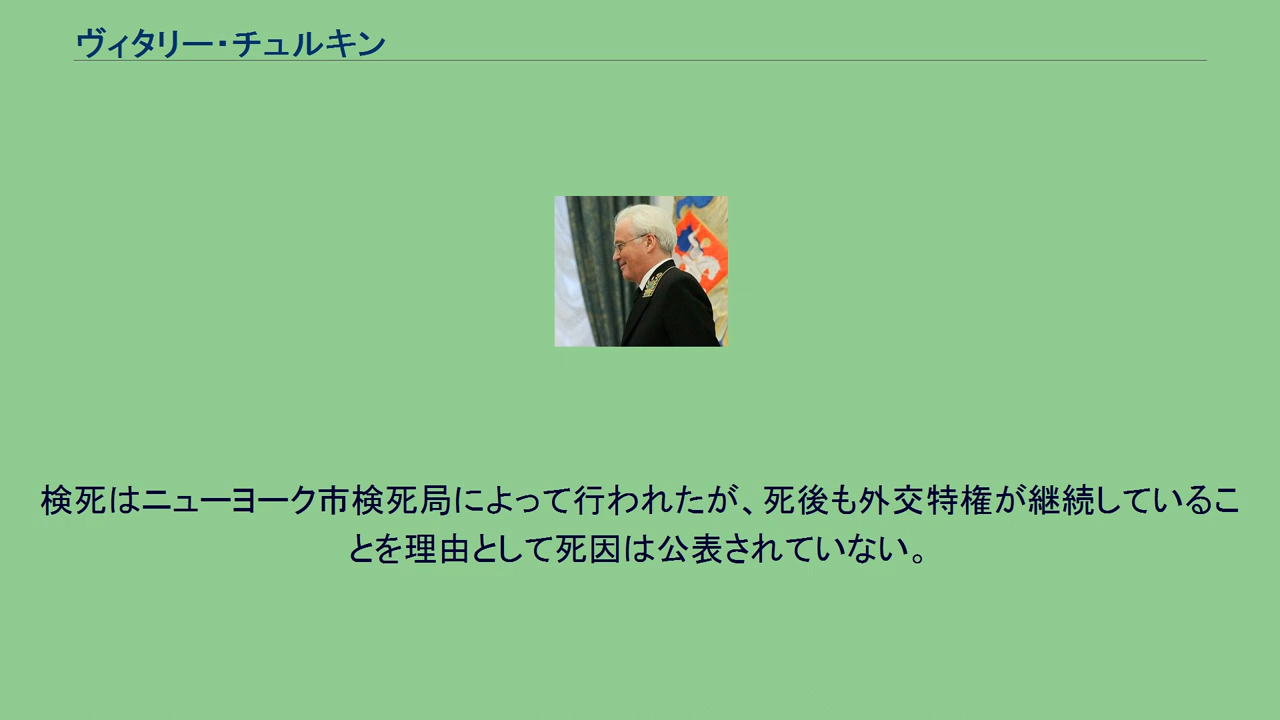 ヴィタリー・チュルキン
検死はニューヨーク市検死局によって行われたが、死後も外交特権が継続しているこ
とを理由として死因は公表されていない。